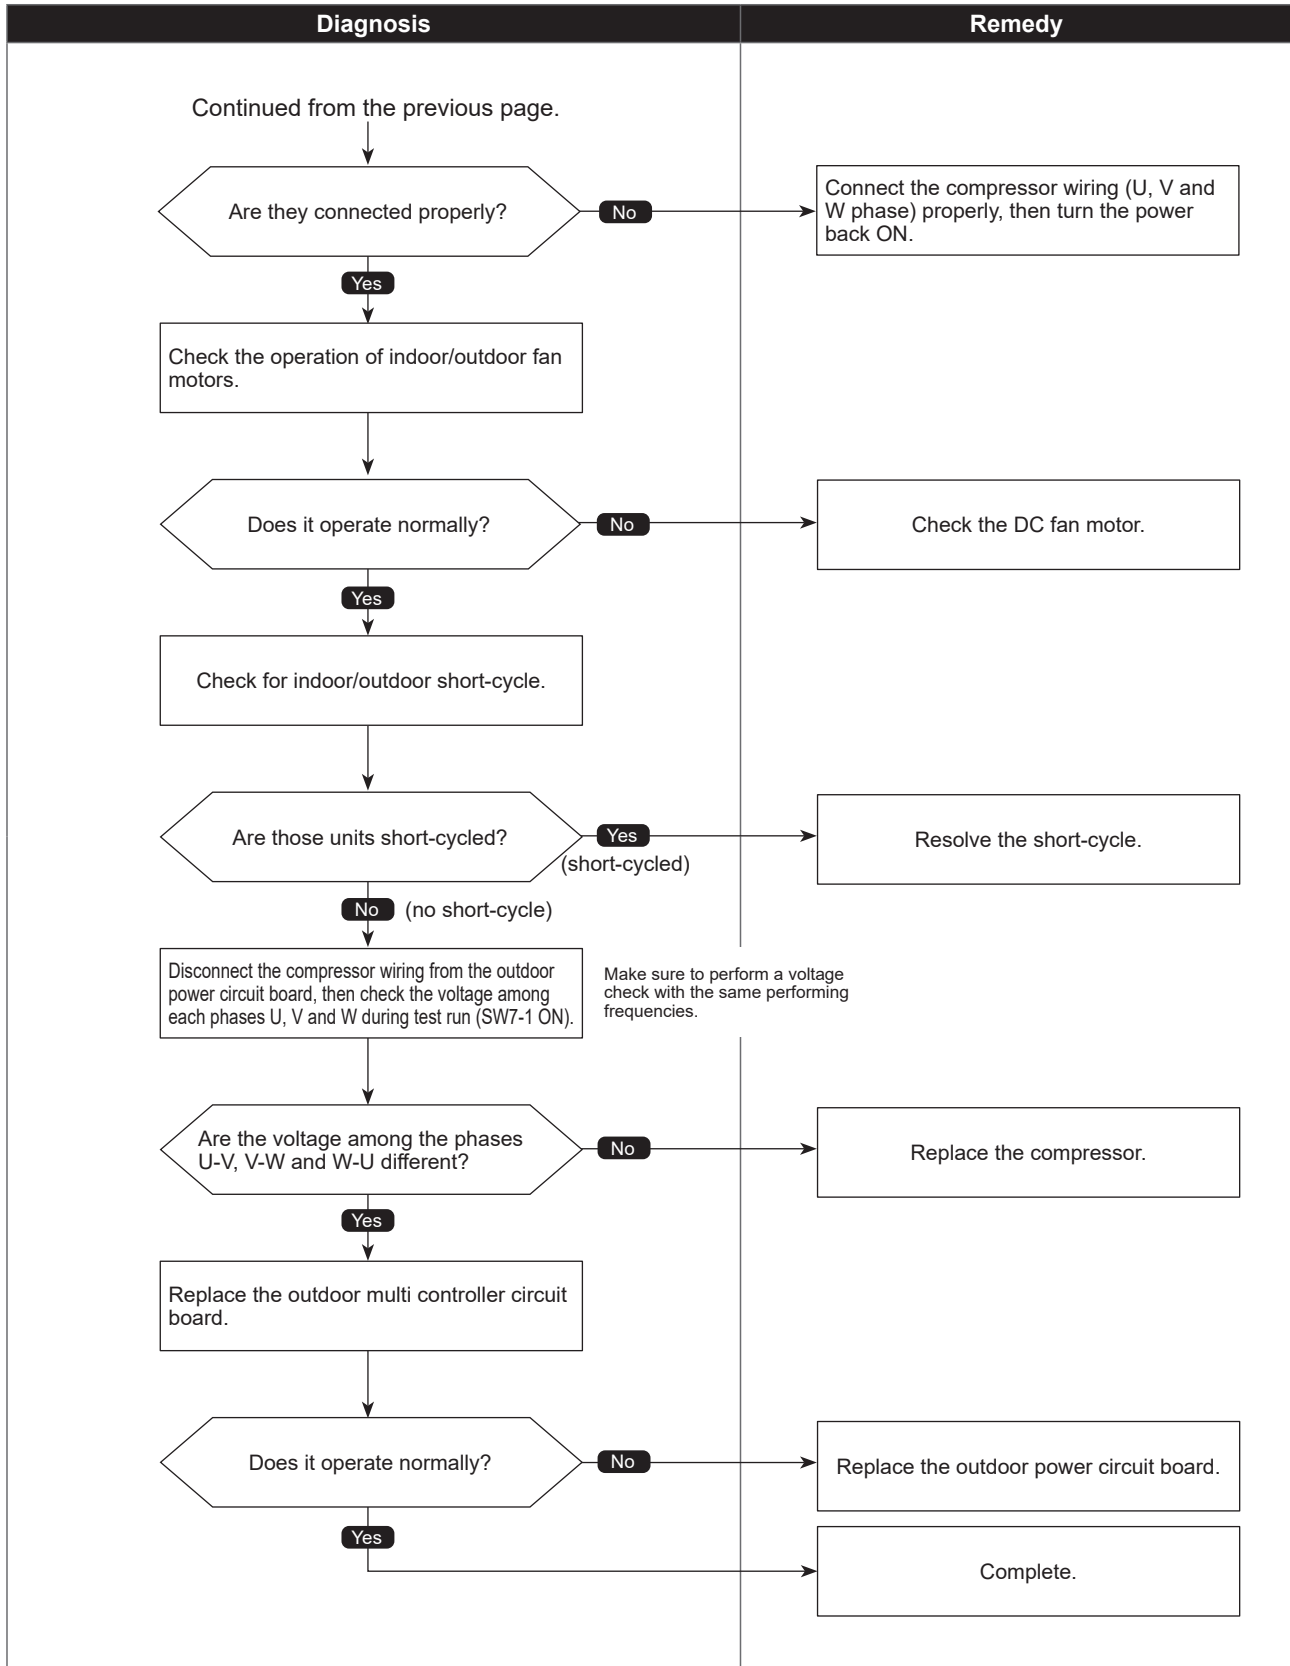 Diagnosis
Remedy
Continued from the previous page.
Are they connected properly?
No
Connect the compressor wiring (U, V and
W phase) properly, then turn the power
back ON.
Yes
Check the operation of indoor/outdoor fan
motors.
Does it operate normally?
No
Check the DC fan motor.
Yes
Check for indoor/outdoor short-cycle.
Are those units short-cycled?
Yes
(short-cycled)
Resolve the short-cycle.
No (no short-cycle)
Disconnect the compressor wiring from the outdoor
power circuit board, then check the voltage among
each phases U, V and W during test run (SW7-1 ON).
Make sure to perform a voltage
check with the same performing
frequencies.
Are the voltage among the phases
U-V, V-W and W-U different?
No
Replace the compressor.
Yes
Replace the outdoor multi controller circuit
board.
Does it operate normally?
No
Replace the outdoor power circuit board.
Yes
Complete.